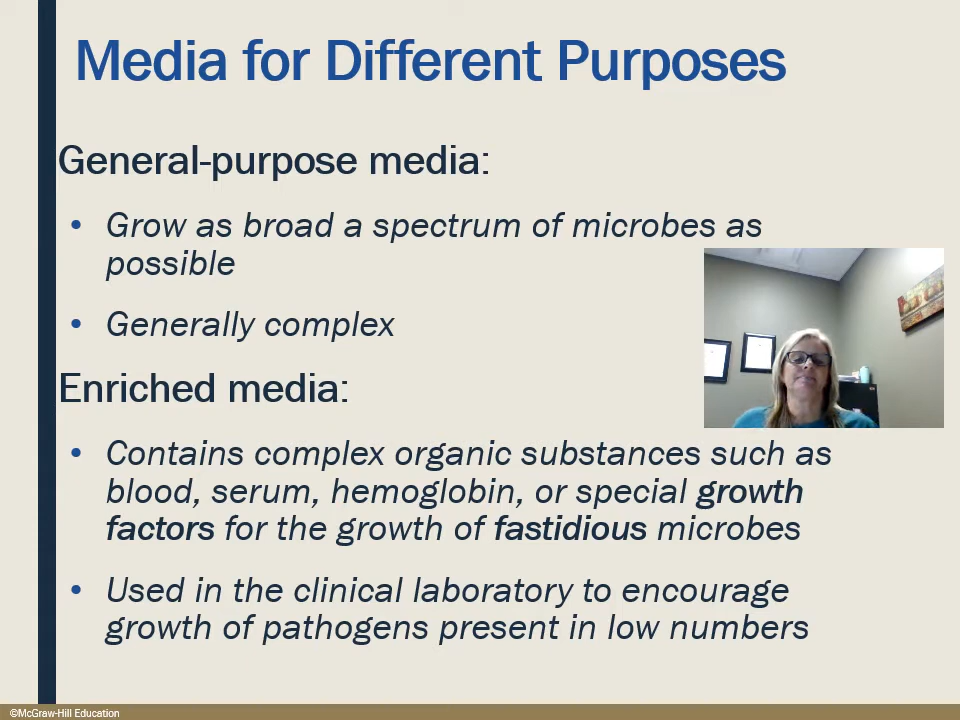 Media for Different Purposes
General-purpose media:
• Grow as broad a spectrum of microbes as
possible
• Generally complex
Enriched media:
• Contains complex organic substances such as
blood, serum, hemoglobin, or special growth
factors for the growth of fastidious microbes
• Used in the clinical laboratory to encourage
growth of pathogens present in low numbers
©McGraw-Hill Education